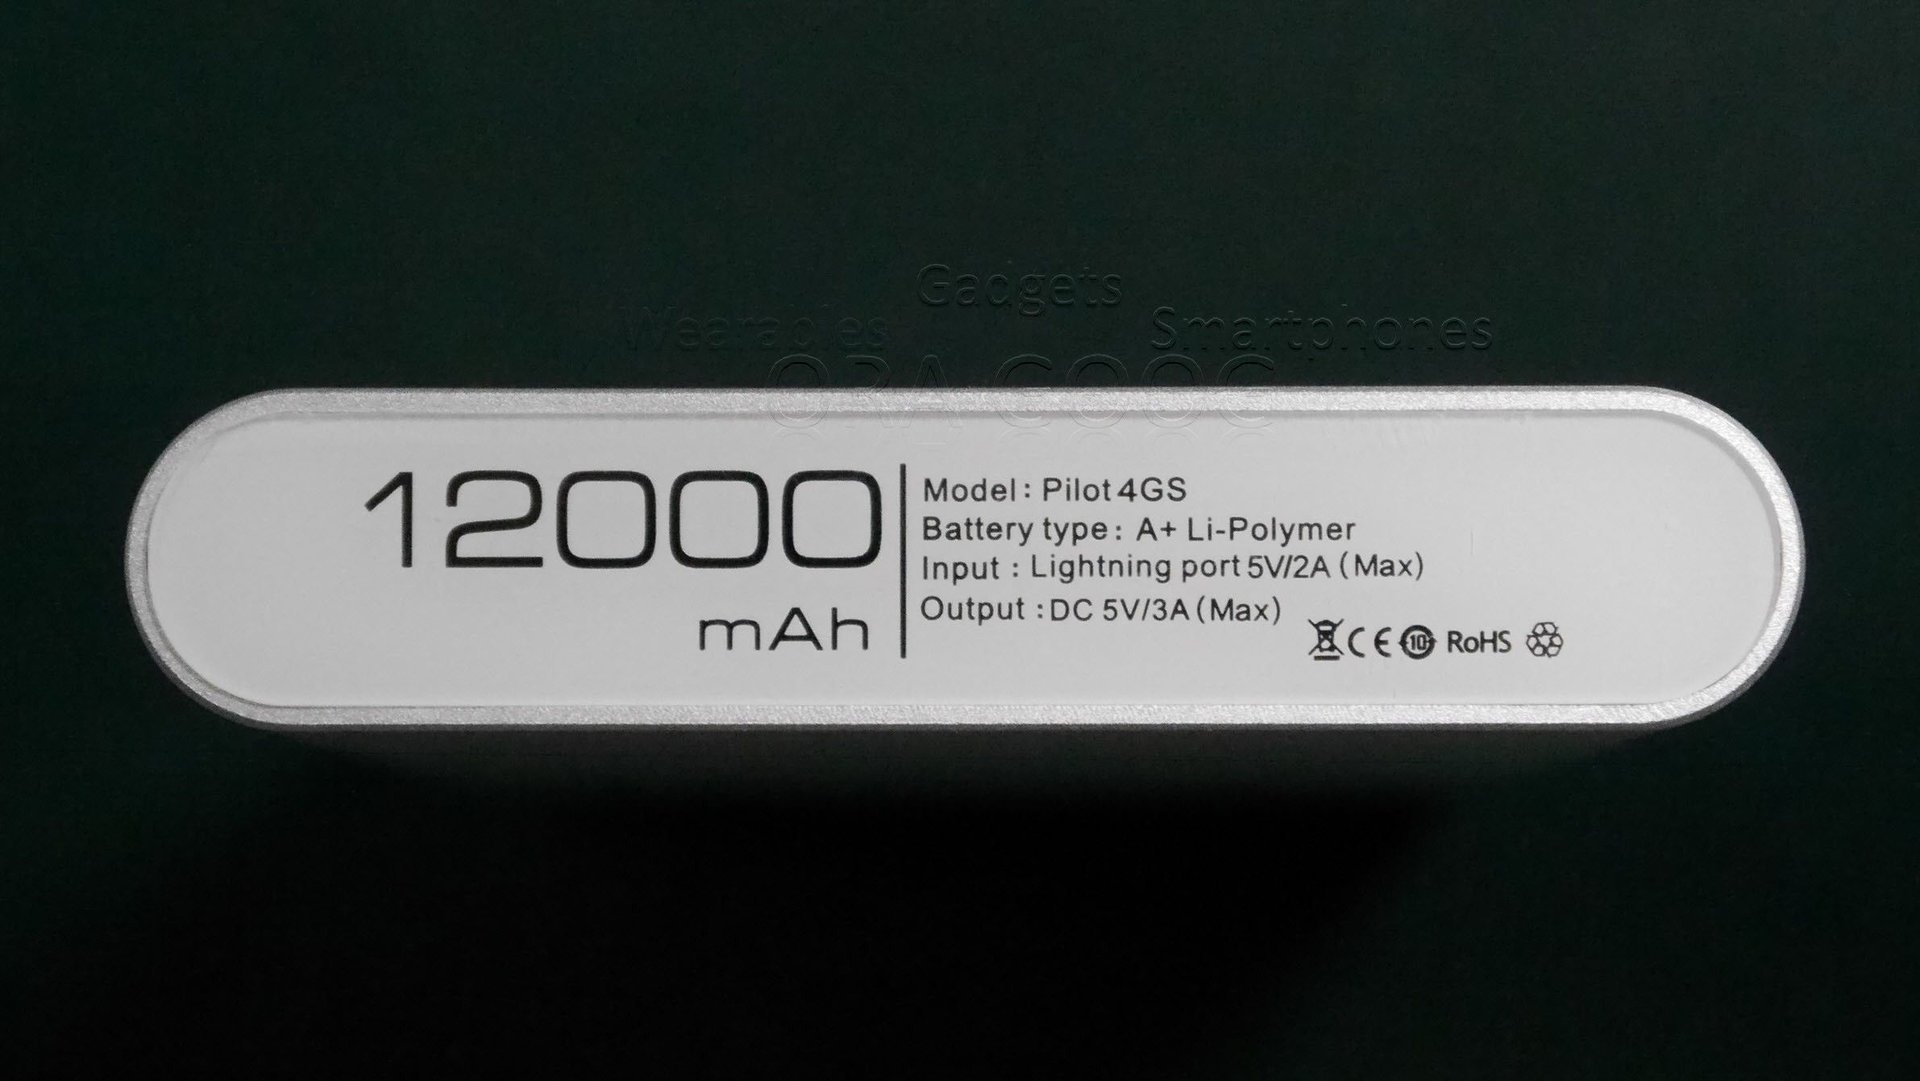 Gadgets
Wearables
Smartphones
12000
mAh
Model: Pilot 4GS
Battery type: A+ Li-Polymer
Input : Lightning port 5V/2A (Max)
Output :DC 5V/3A (Max)
CE 10 RoHS